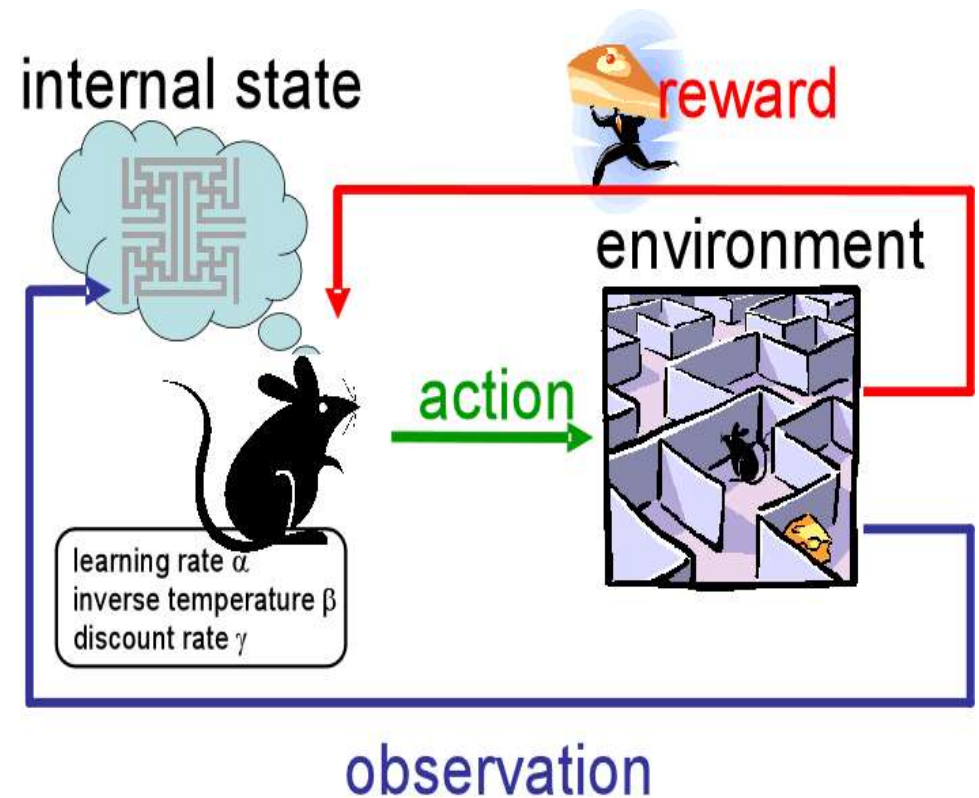 internal state
reward
environment
action
learning rate α
inverse temperature β
discount rate γ
observation